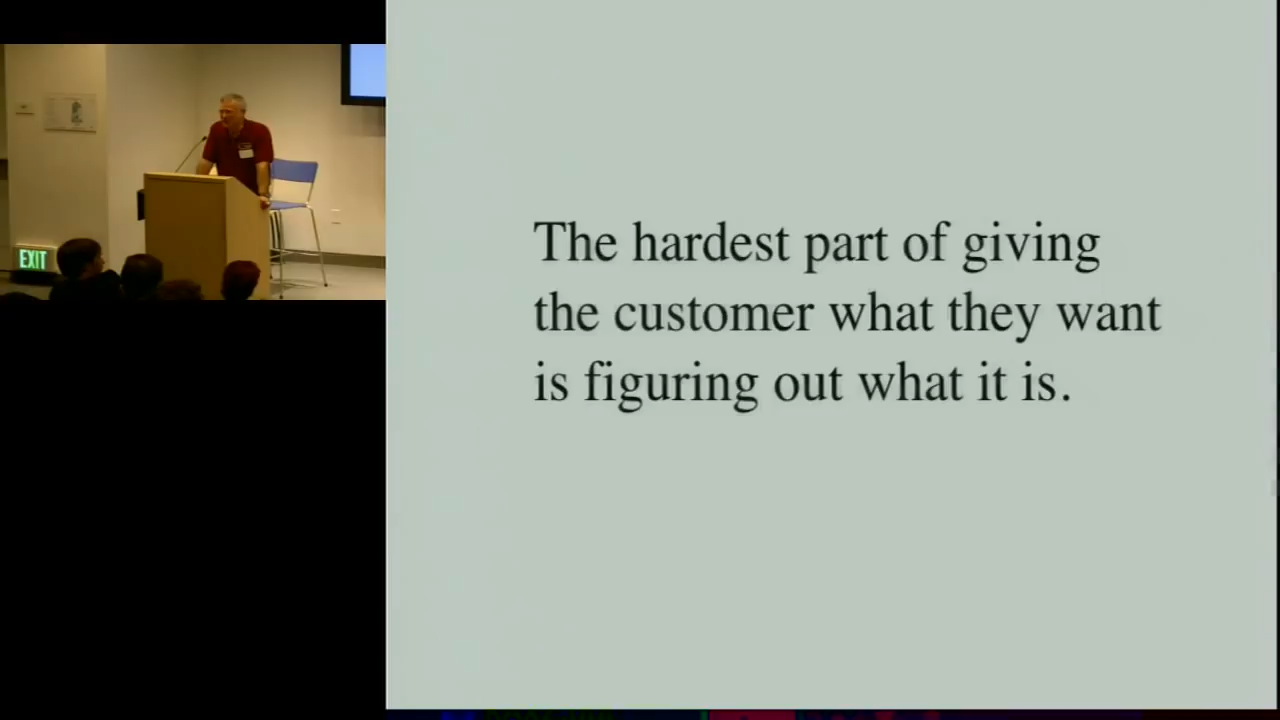 EXIT
The hardest part of giving
the customer what they want
is figuring out what it is.